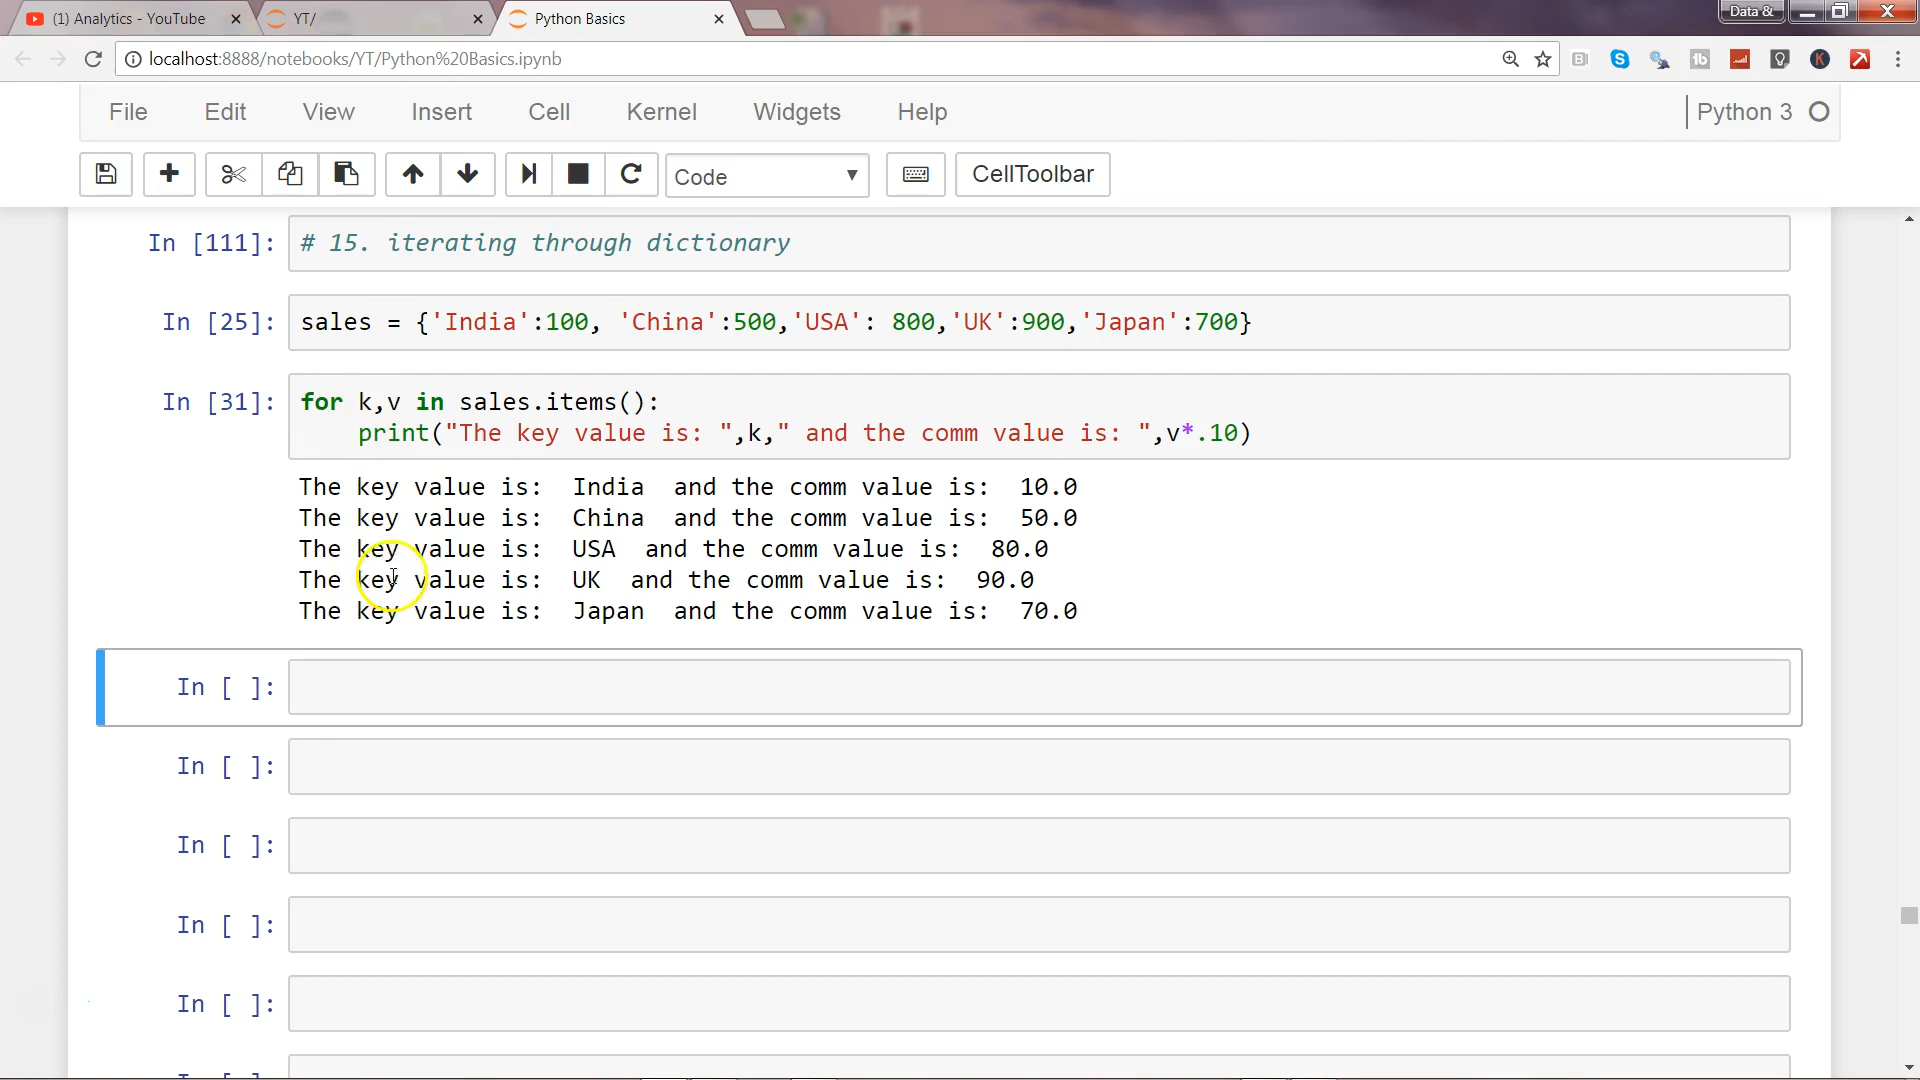 (1) Analytics - YouTube
YT/
Python Basics
Data &
localhost:8888/notebooks/YT/Python%20Basics.ipynb
File Edit View Insert Cell Kernel Widgets Help
Python 3
Code
CellToolbar
In [111]: # 15. iterating through dictionary
In [25]: sales = {'India':100, 'China':500,'USA': 800,'UK':900,'Japan':700}
In [31]: for k,v in sales.items():
print("The key value is: ",k," and the comm value is: ",v*.10)
The key value is:  India  and the comm value is:  10.0
The key value is:  China  and the comm value is:  50.0
The key value is:  USA  and the comm value is:  80.0
The key value is:  UK  and the comm value is:  90.0
The key value is:  Japan  and the comm value is:  70.0
In [ ]:
In [ ]:
In [ ]:
In [ ]:
In [ ]: